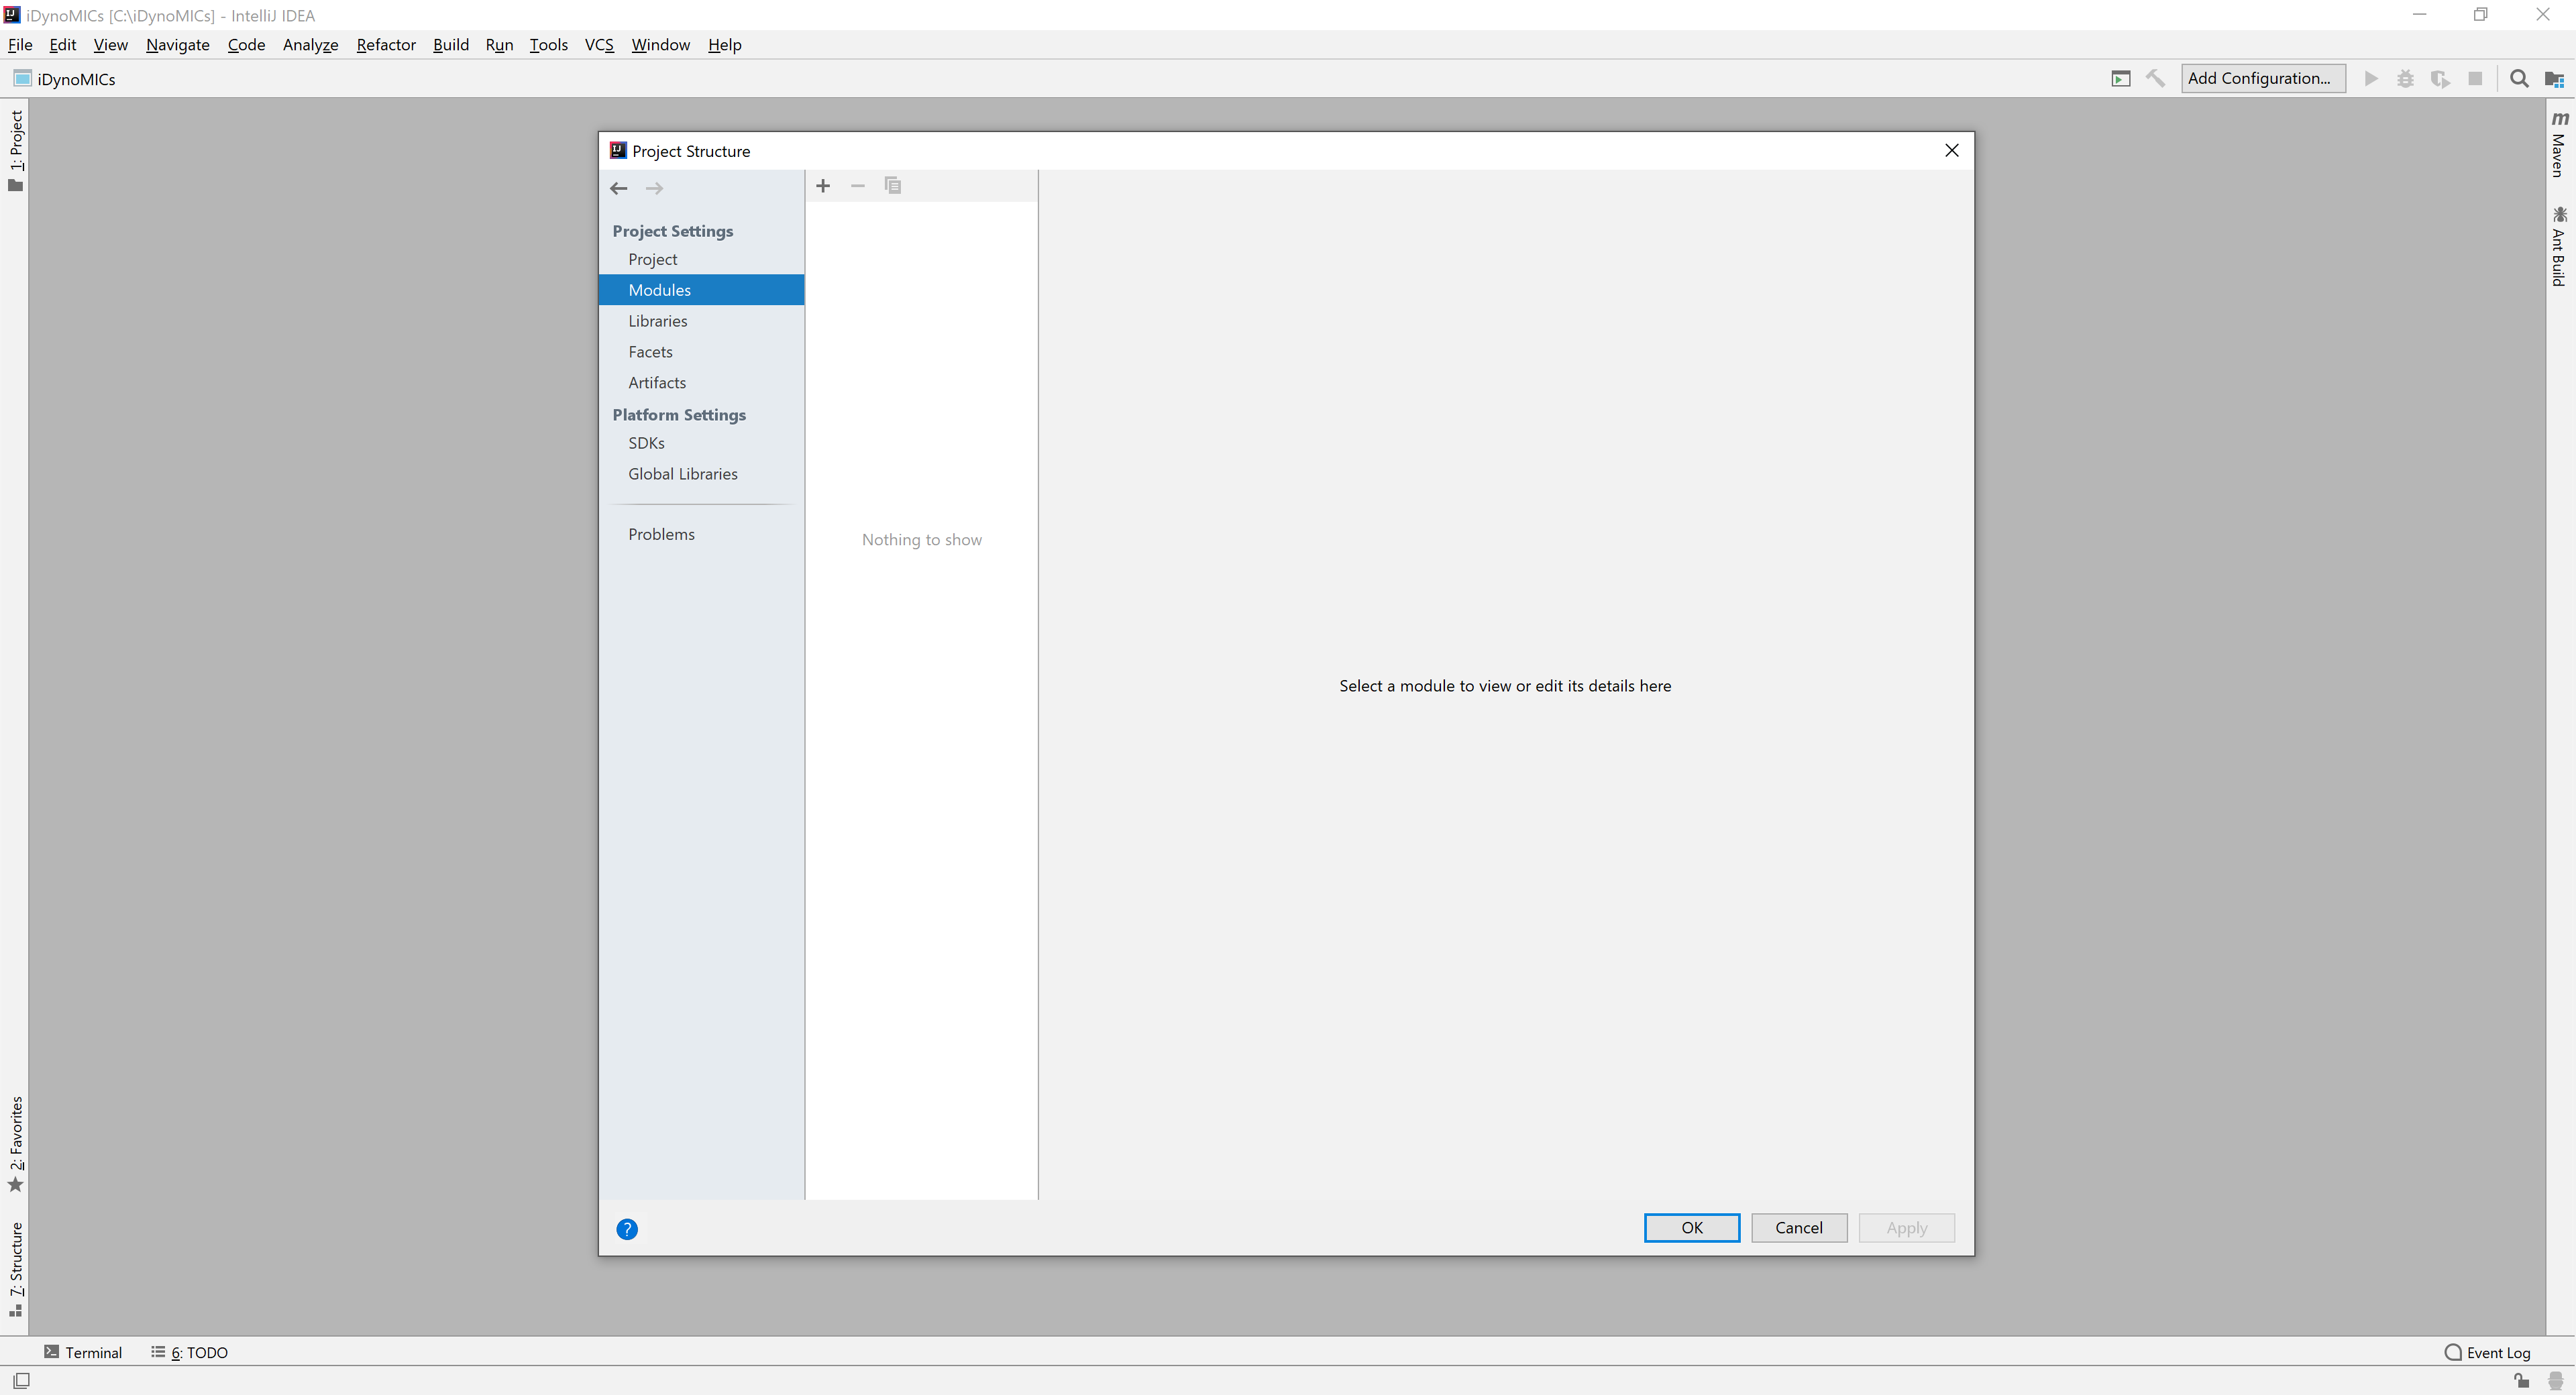 iDynoMICs [C:\iDynoMICs] - IntelliJ IDEA
File Edit View Navigate Code Analyze Refactor Build Run Tools VCS Window Help
iDynoMICs
Add Configuration...
1: Project
Maven
Ant Build
Project Structure
Project Settings
Project
Modules
Libraries
Facets
Artifacts
Platform Settings
SDKs
Global Libraries
Problems
Nothing to show
Select a module to view or edit its details here
OK Cancel Apply
2: Favorites
7: Structure
Terminal 6: TODO Event Log